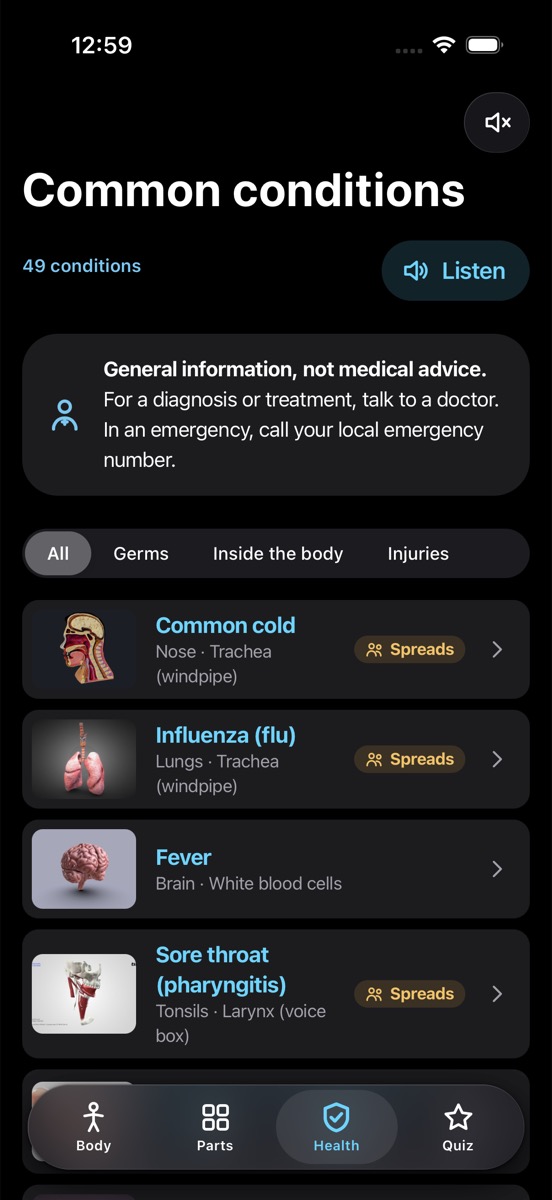 12:59
Common conditions
49 conditions
Listen
General information, not medical advice.
For a diagnosis or treatment, talk to a doctor.
In an emergency, call your local emergency
number.
All
Germs
Inside the body
Injuries
Common cold
Nose · Trachea
(windpipe)
Spreads
Influenza (flu)
Lungs · Trachea
(windpipe)
Spreads
Fever
Brain · White blood cells
Sore throat
(pharyngitis)
Tonsils · Larynx (voice
box)
Spreads
Body
Parts
Health
Quiz